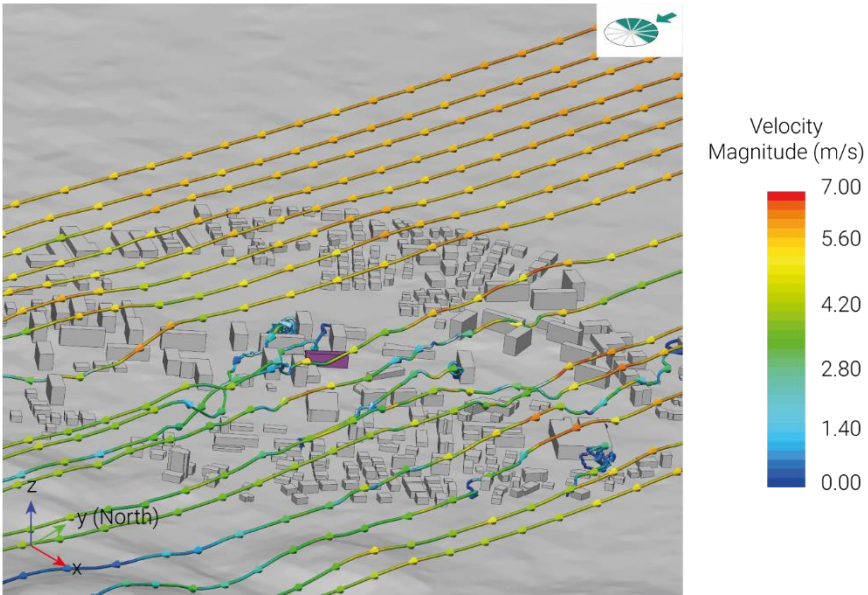 Velocity
Magnitude (m/s)
7.00
5.60
4.20
2.80
1.40
0.00
z
y (North)
x